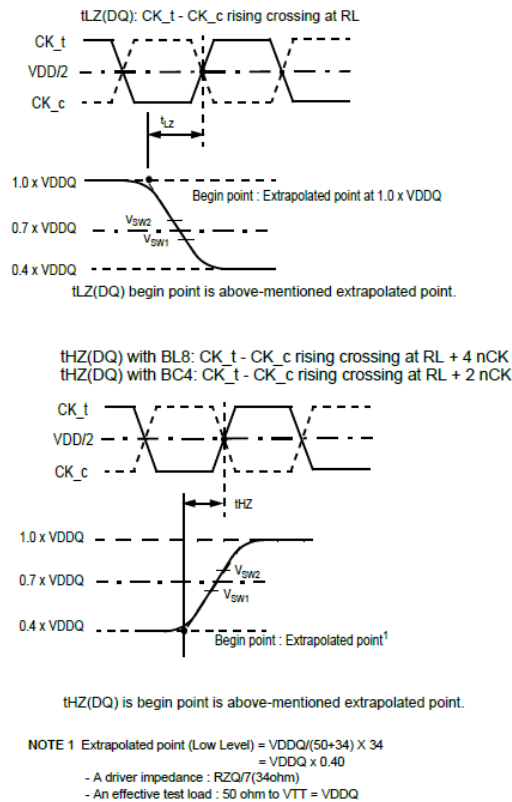 tLZ(DQ): CK_t - CK_c rising crossing at RL
CK_t
VDD/2
CK_c
tLZ
1.0 x VDDQ
Begin point : Extrapolated point at 1.0 x VDDQ
VSW2
0.7 x VDDQ
VSW1
0.4 x VDDQ
tLZ(DQ) begin point is above-mentioned extrapolated point.
tHZ(DQ) with BL8: CK_t - CK_c rising crossing at RL + 4 nCK
tHZ(DQ) with BC4: CK_t - CK_c rising crossing at RL + 2 nCK
CK_t
VDD/2
CK_c
tHZ
1.0 x VDDQ
VSW2
0.7 x VDDQ
VSW1
0.4 x VDDQ
Begin point : Extrapolated point1
tHZ(DQ) is begin point is above-mentioned extrapolated point.
NOTE 1 Extrapolated point (Low Level) = VDDQ/(50+34) X 34
= VDDQ x 0.40
- A driver impedance : RZQ/7(34ohm)
- An effective test load : 50 ohm to VTT = VDDQ